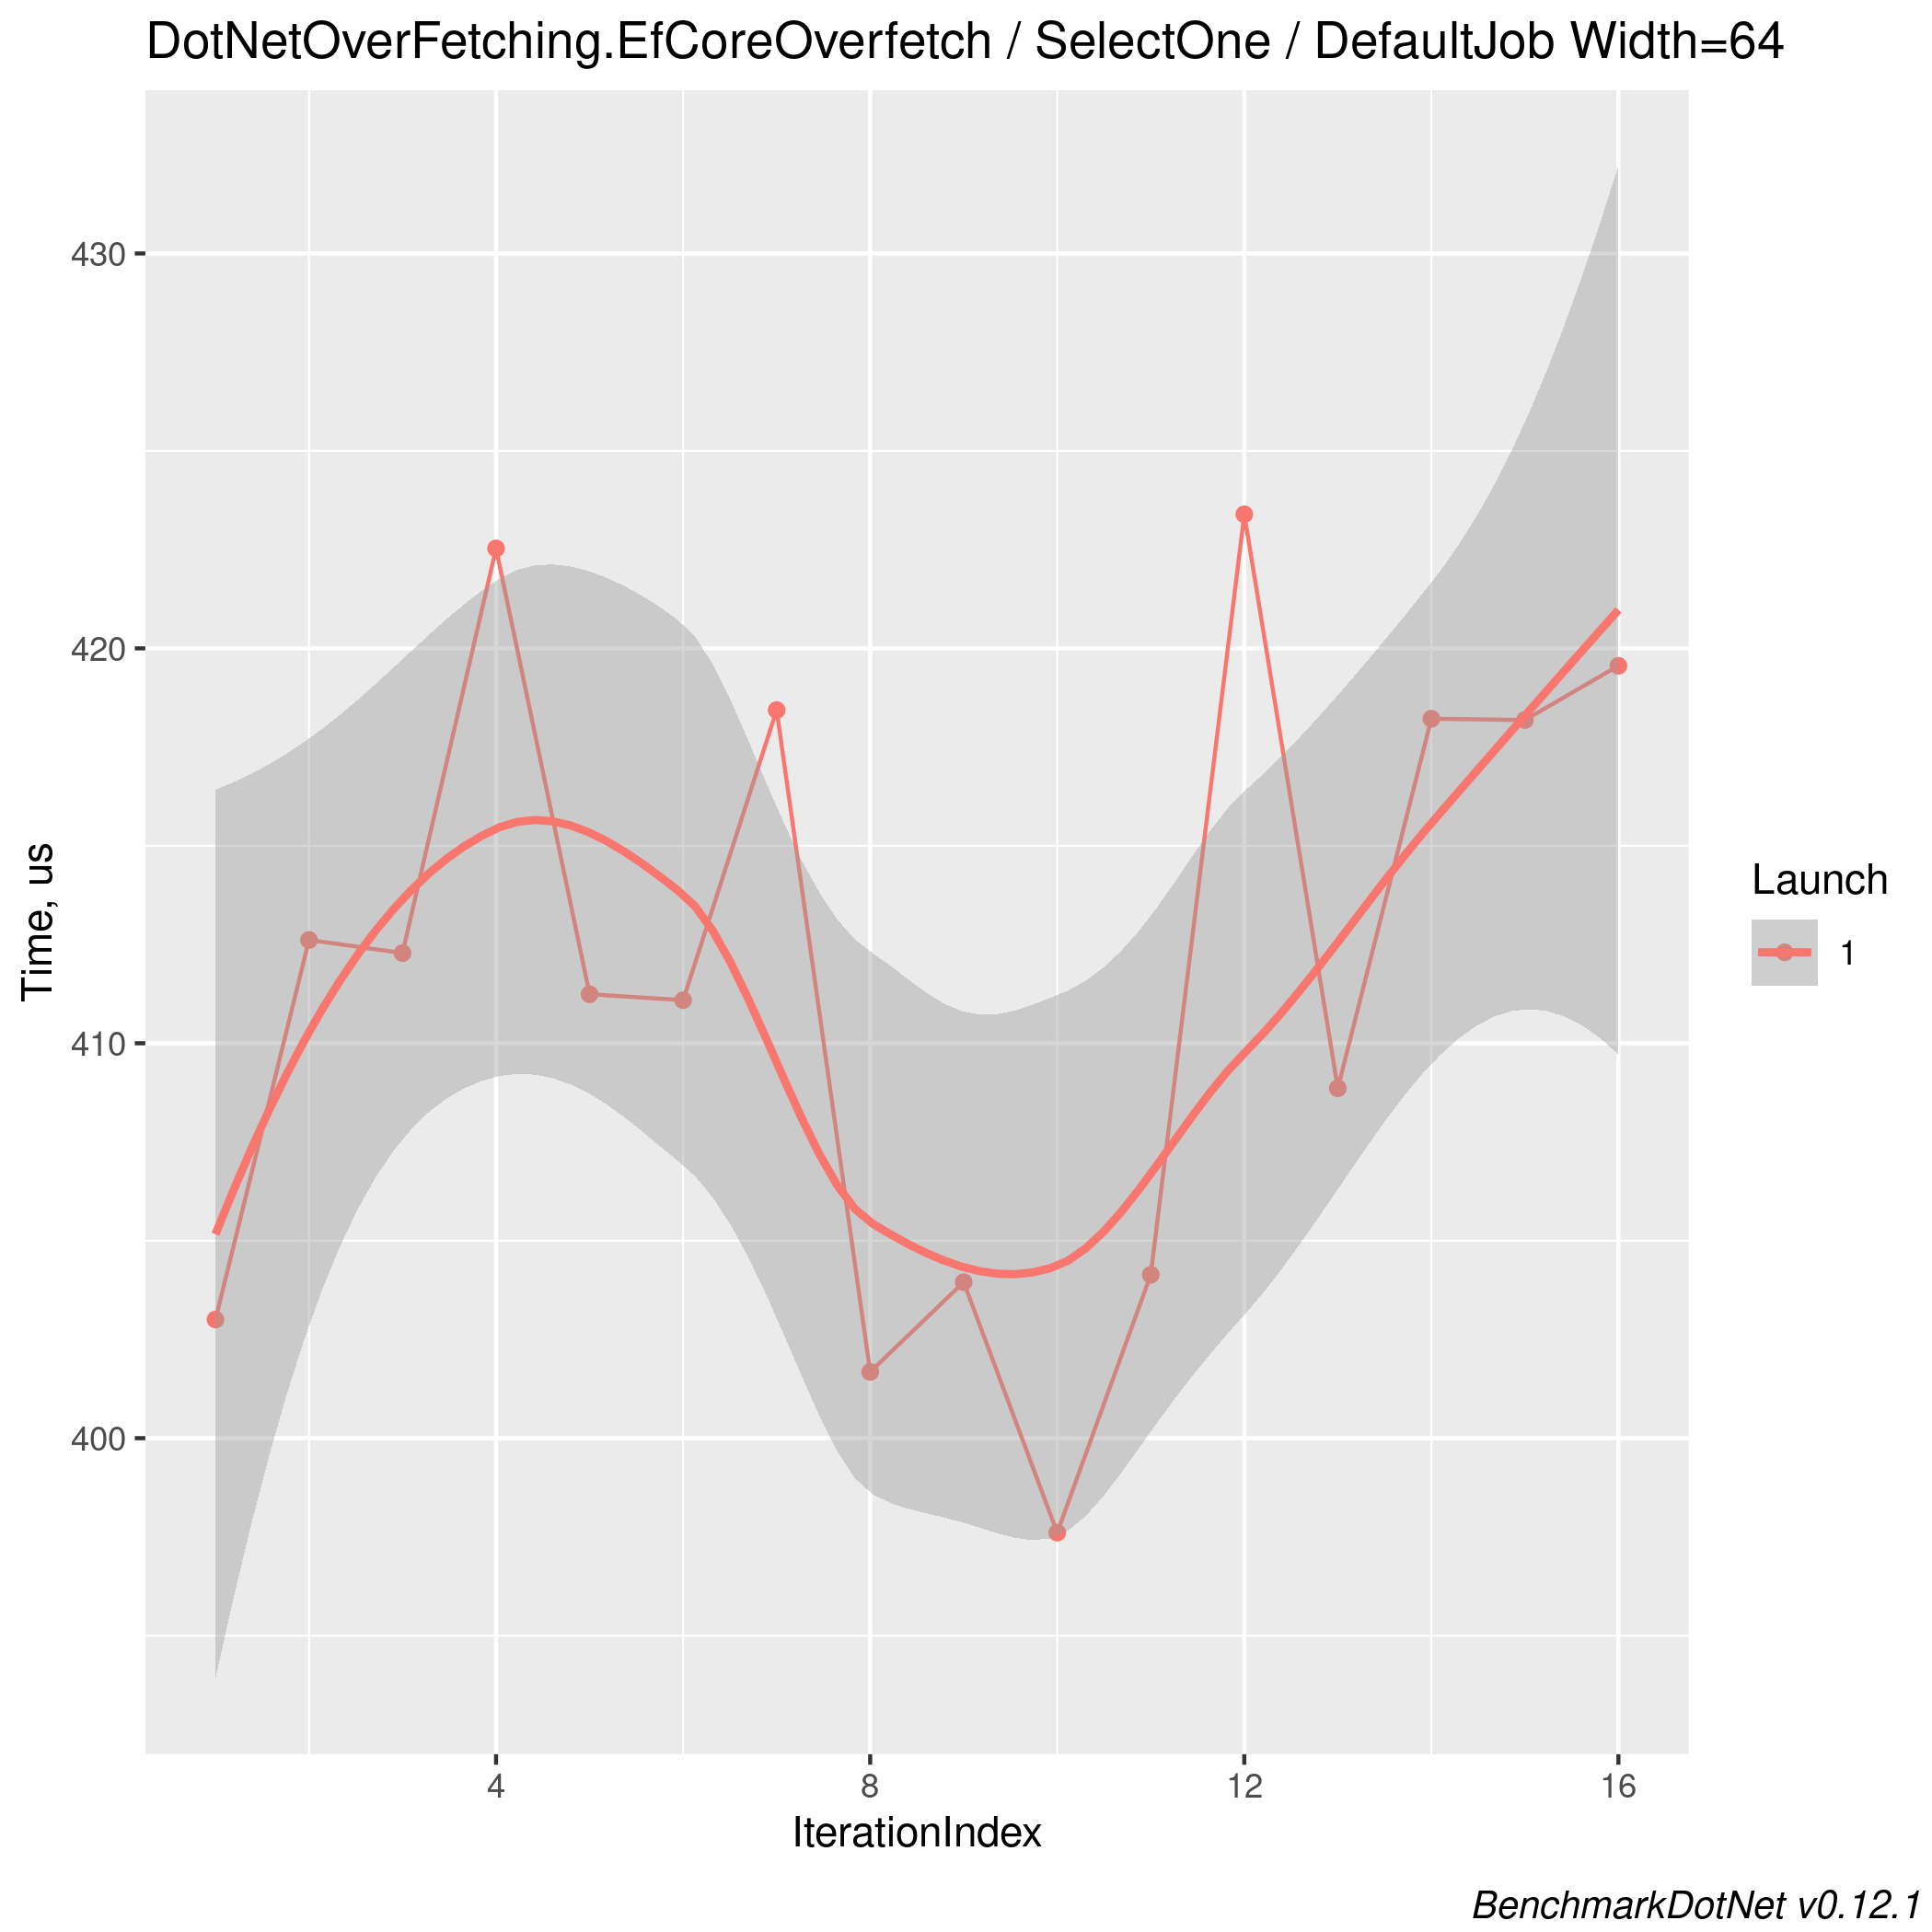 DotNetOverFetching.EfCoreOverfetch / SelectOne / DefaultJob Width=64
430
420
410
400
Time, us
4
8
12
16
IterationIndex
Launch
1
BenchmarkDotNet v0.12.1